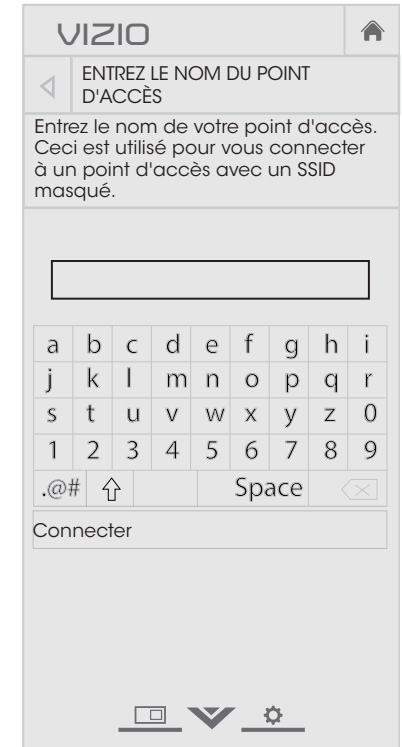 VIZIO
ENTREZ LE NOM DU POINT
D'ACCÈS
Entrez le nom de votre point d'accès.
Ceci est utilisé pour vous connecter
à un point d'accès avec un SSID
masqué.
a b c d e f g h i
j k l m n o p q r
s t u v w x y z 0
1 2 3 4 5 6 7 8 9
.@# Space
Connecter